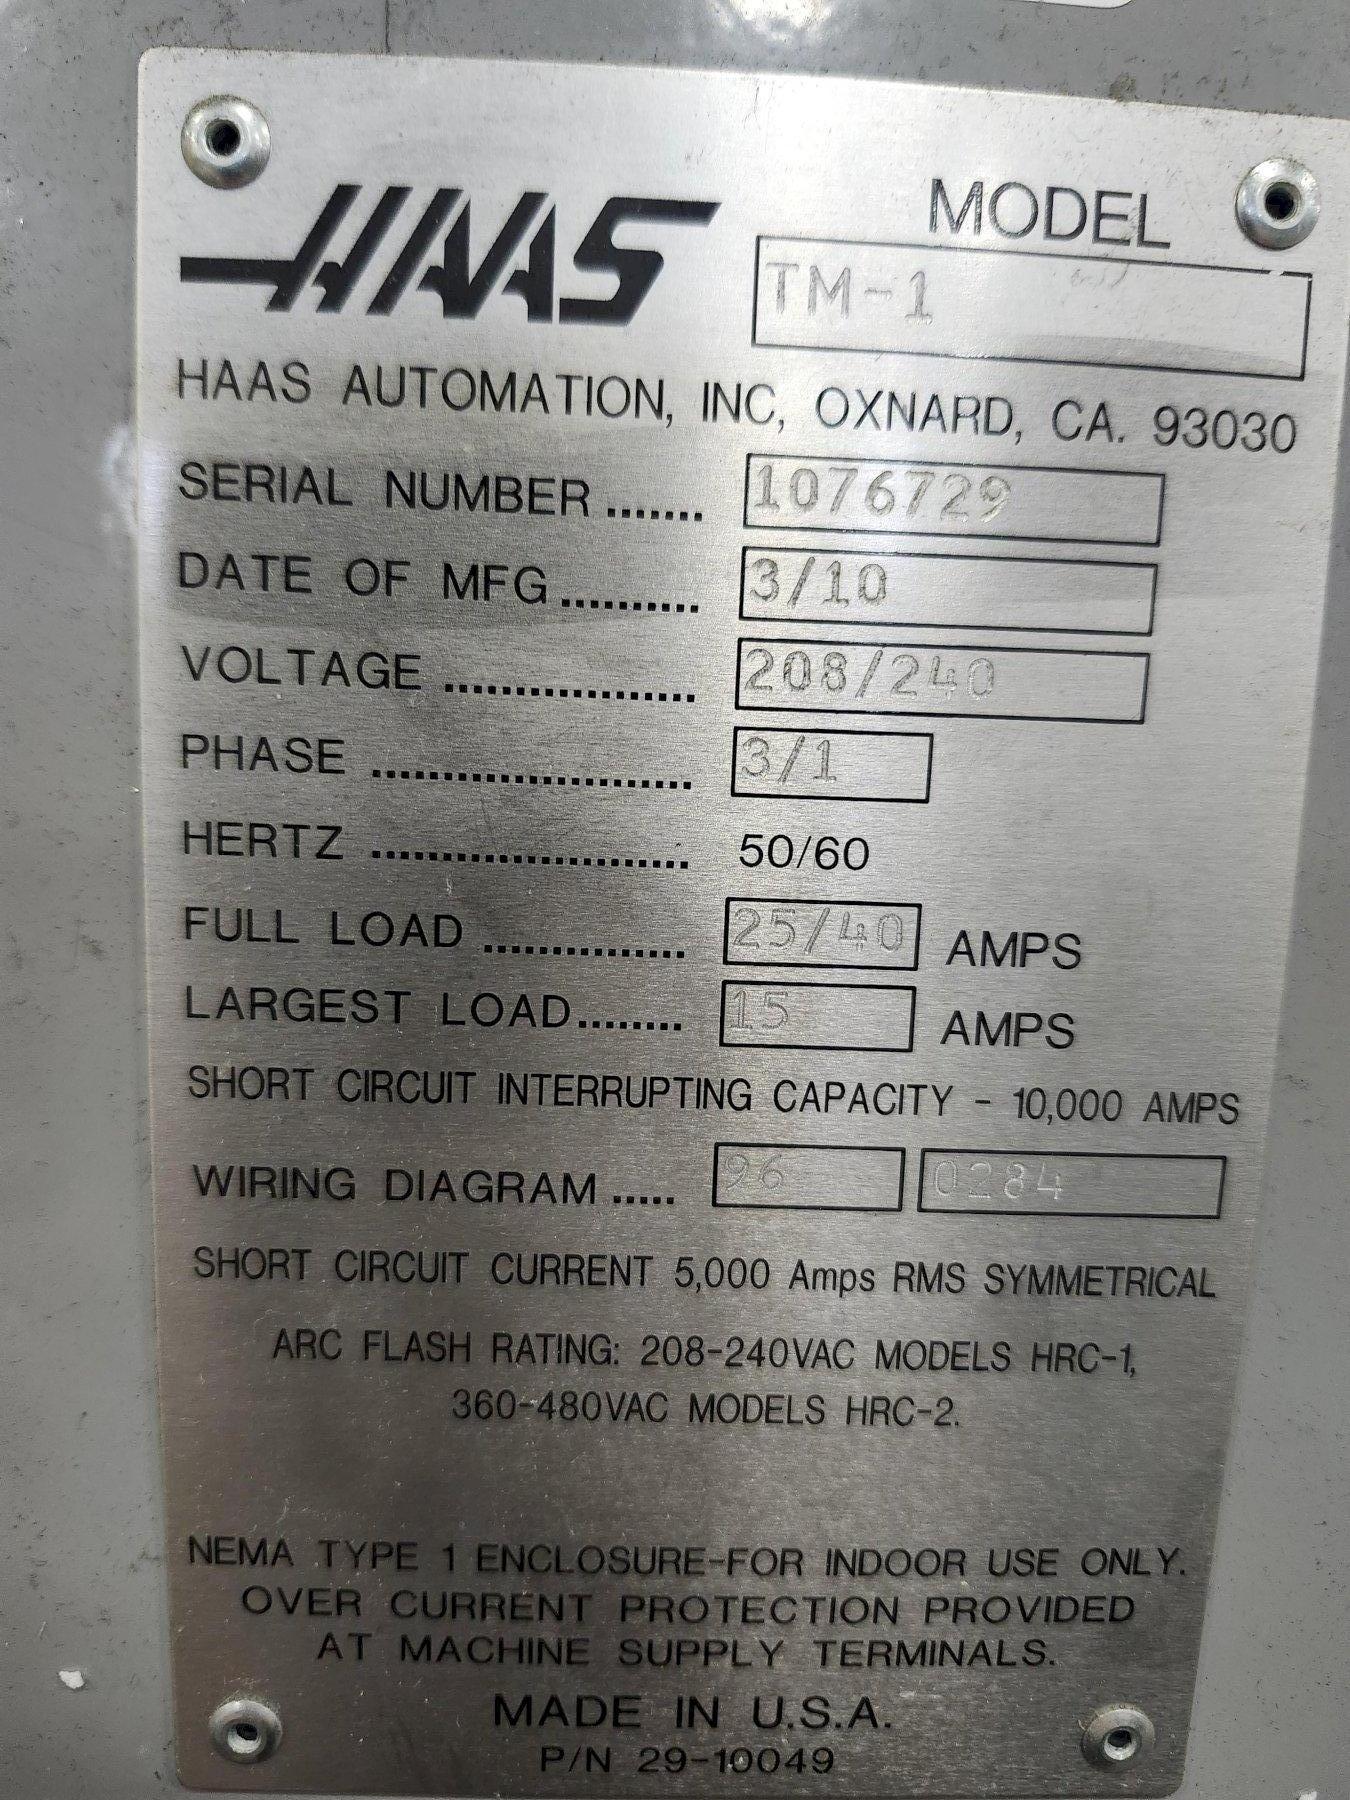 HAAS
MODEL
TM-1
HAAS AUTOMATION, INC, OXNARD, CA. 93030
SERIAL NUMBER ....... 1076729
DATE OF MFG .......... 3/10
VOLTAGE .................. 208/240
PHASE ....................... 3/1
HERTZ ....................... 50/60
FULL LOAD ............... 25/40 AMPS
LARGEST LOAD ........ 15 AMPS
SHORT CIRCUIT INTERRUPTING CAPACITY - 10,000 AMPS
WIRING DIAGRAM ..... 96 0284
SHORT CIRCUIT CURRENT 5,000 Amps RMS SYMMETRICAL
ARC FLASH RATING: 208-240VAC MODELS HRC-1,
360-480VAC MODELS HRC-2.
NEMA TYPE 1 ENCLOSURE-FOR INDOOR USE ONLY.
OVER CURRENT PROTECTION PROVIDED
AT MACHINE SUPPLY TERMINALS.
MADE IN U.S.A.
P/N 29-10049